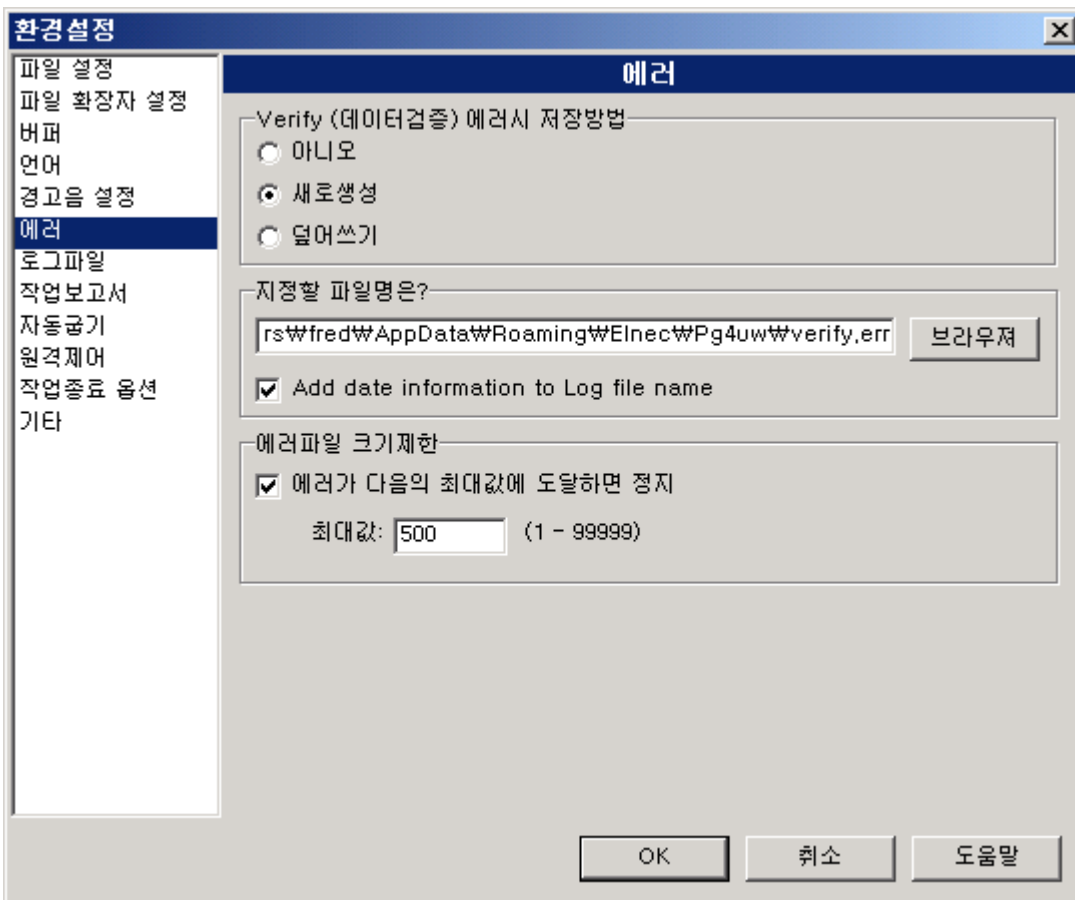 환경설정
파일 설정
파일 확장자 설정
버퍼
언어
경고음 설정
에러
로그파일
작업보고서
자동굽기
원격제어
작업종료 옵션
기타
에러
Verify (데이터검증) 에러시 저장방법
아니오
새로생성
덮어쓰기
지정할 파일명은?
rs₩fred₩AppData₩Roaming₩Elnec₩Pg4uw₩verify,err
브라우져
Add date information to Log file name
에러파일 크기제한
에러가 다음의 최대값에 도달하면 정지
최대값: 500 (1 - 99999)
OK 취소 도움말